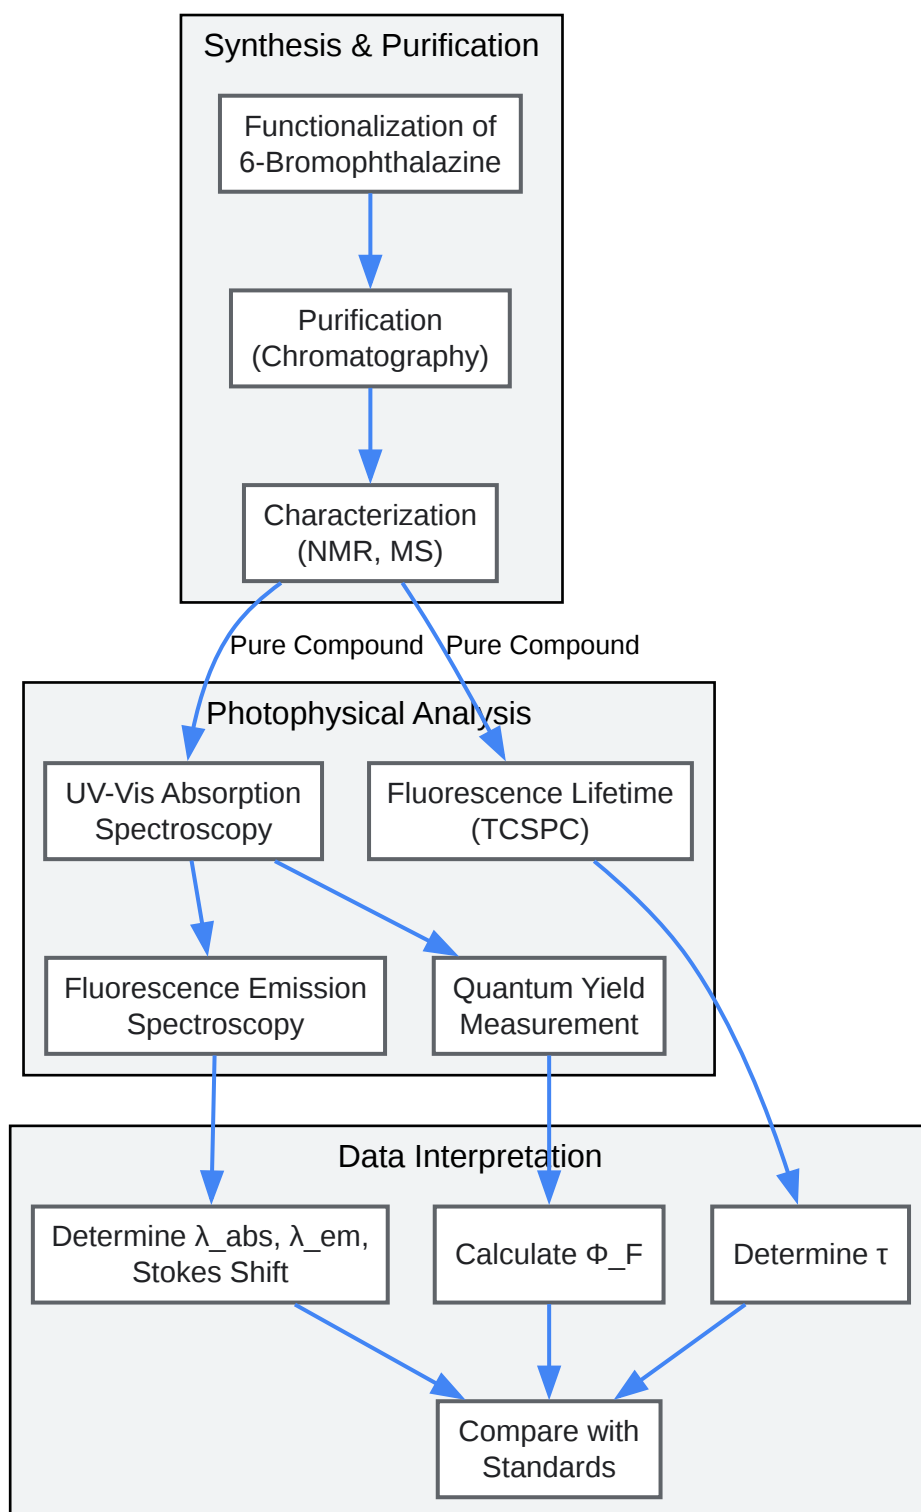 Synthesis & Purification
Functionalization of
6-Bromophthalazine
Purification
(Chromatography)
Characterization
(NMR, MS)
Pure Compound
Pure Compound
Photophysical Analysis
UV-Vis Absorption
Spectroscopy
Fluorescence Lifetime
(TCSPC)
Fluorescence Emission
Spectroscopy
Quantum Yield
Measurement
Data Interpretation
Determine λ_abs, λ_em,
Stokes Shift
Calculate Φ_F
Determine τ
Compare with
Standards